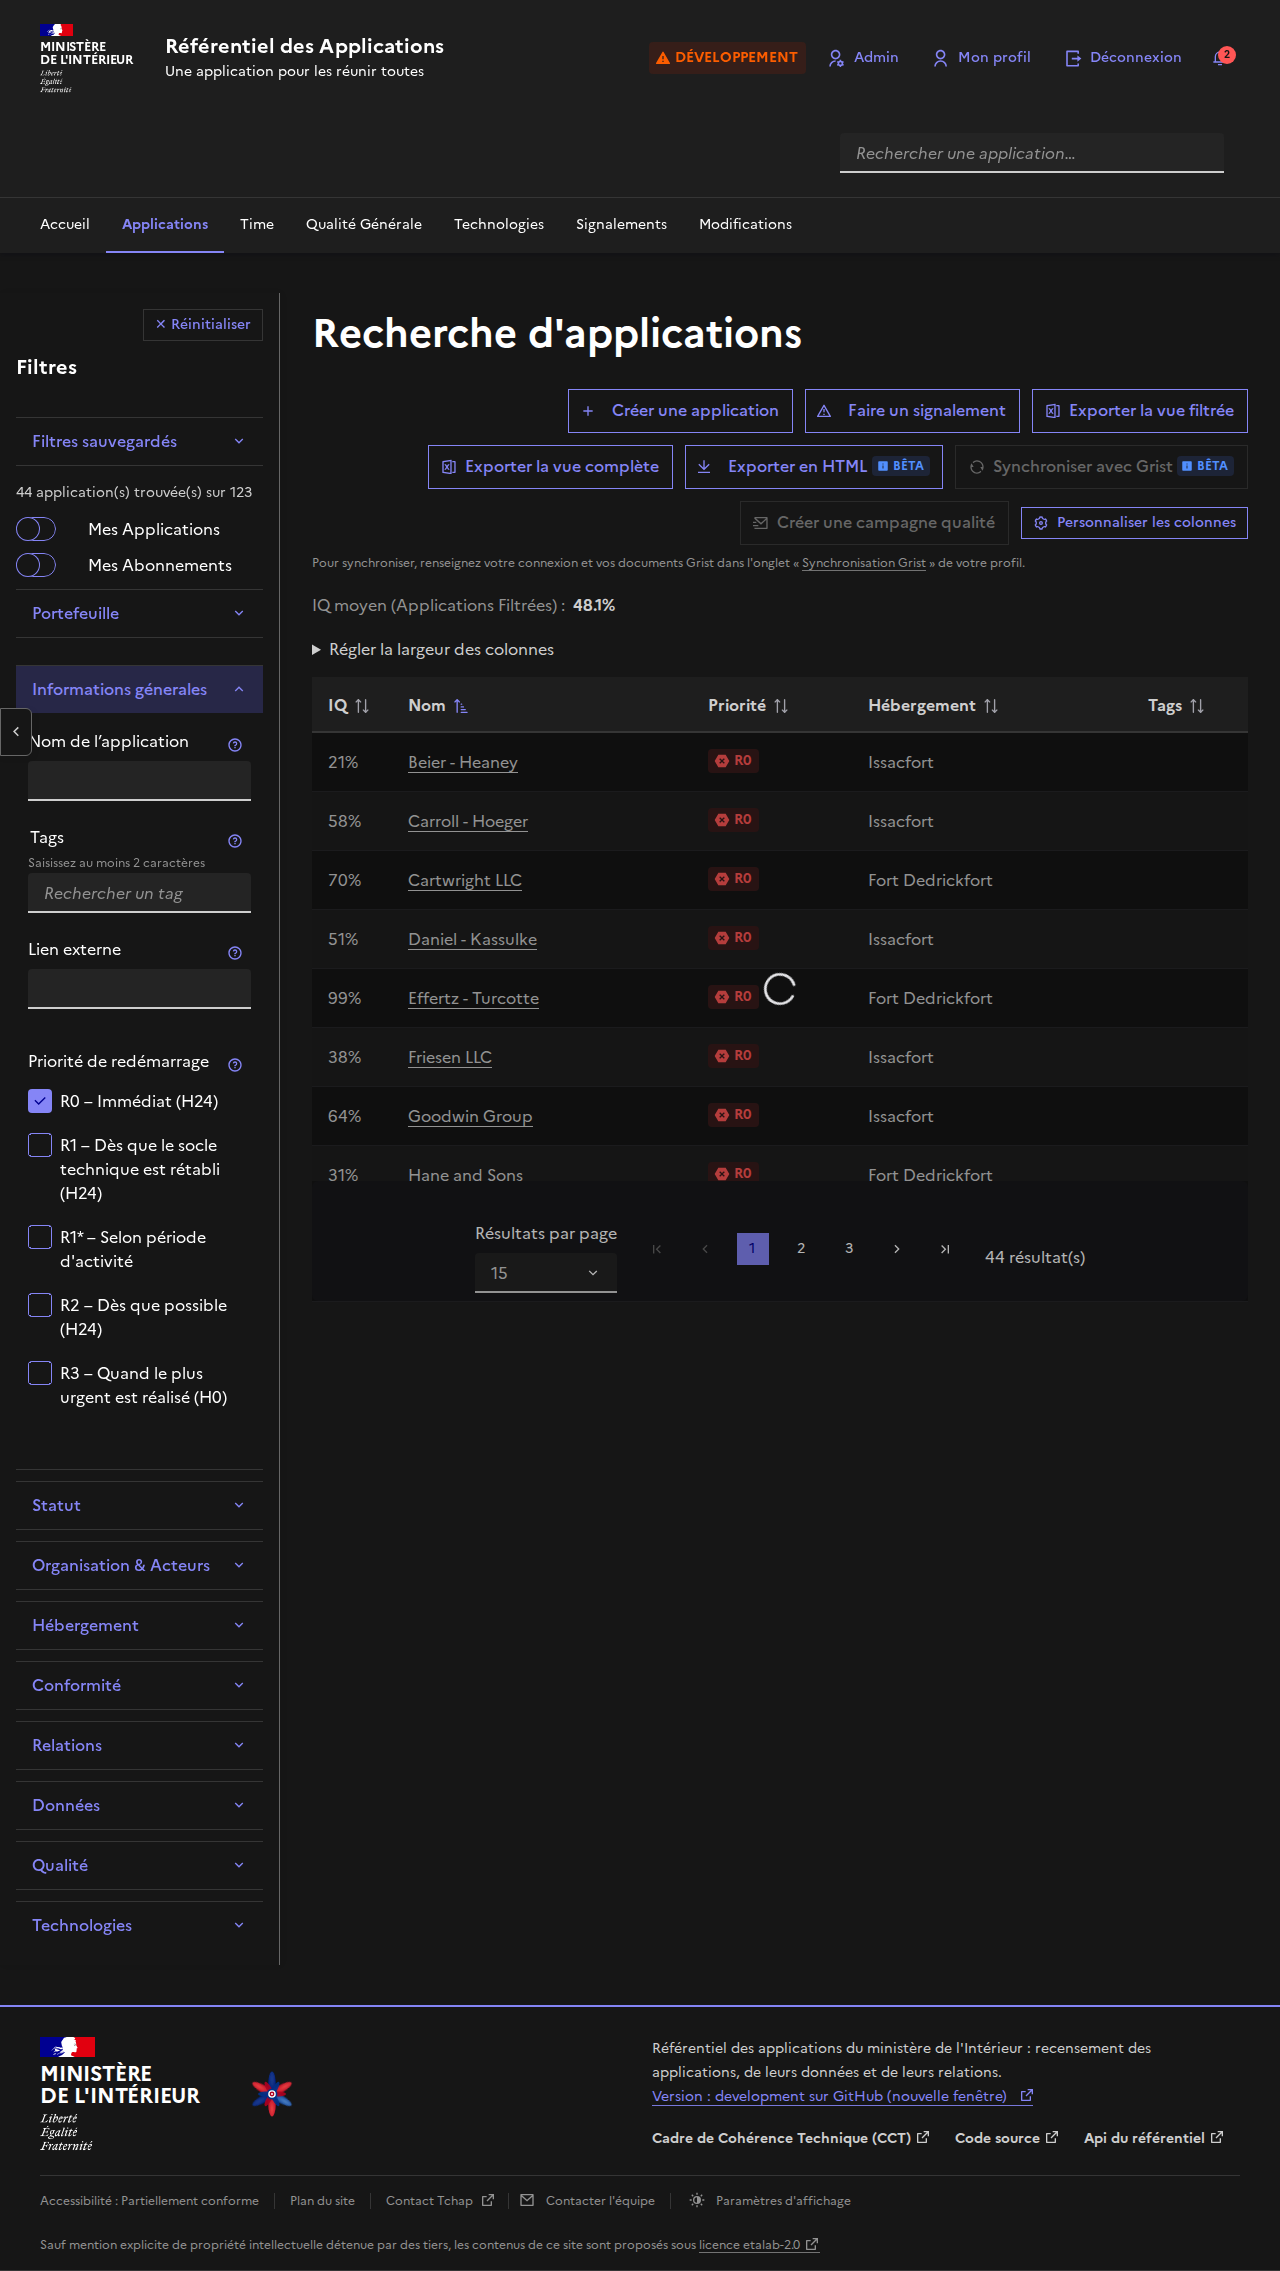 MINISTÈRE
DE L'INTÉRIEUR
Liberté
Égalité
Fraternité
Référentiel des Applications
Une application pour les réunir toutes
DÉVELOPPEMENT
Admin
Mon profil
Déconnexion
2
Rechercher une application…
Accueil
Applications
Time
Qualité Générale
Technologies
Signalements
Modifications
Réinitialiser
Filtres
Filtres sauvegardés
44 application(s) trouvée(s) sur 123
Mes Applications
Mes Abonnements
Portefeuille
Informations génerales
Nom de l’application
Tags
Saisissez au moins 2 caractères
Rechercher un tag
Lien externe
Priorité de redémarrage
R0 – Immédiat (H24)
R1 – Dès que le socle
technique est rétabli
(H24)
R1* – Selon période
d'activité
R2 – Dès que possible
(H24)
R3 – Quand le plus
urgent est réalisé (H0)
Statut
Organisation & Acteurs
Hébergement
Conformité
Relations
Données
Qualité
Technologies
Recherche d'applications
Créer une application
Faire un signalement
Exporter la vue filtrée
Exporter la vue complète
Exporter en HTML BÊTA
Synchroniser avec Grist BÊTA
Créer une campagne qualité
Personnaliser les colonnes
Pour synchroniser, renseignez votre connexion et vos documents Grist dans l'onglet « Synchronisation Grist » de votre profil.
IQ moyen (Applications Filtrées) : 48.1%
Régler la largeur des colonnes
IQ Nom Priorité Hébergement Tags
21% Beier - Heaney R0 Issacfort
58% Carroll - Hoeger R0 Issacfort
70% Cartwright LLC R0 Fort Dedrickfort
51% Daniel - Kassulke R0 Issacfort
99% Effertz - Turcotte R0 Fort Dedrickfort
38% Friesen LLC R0 Issacfort
64% Goodwin Group R0 Issacfort
31% Hane and Sons R0 Fort Dedrickfort
Résultats par page
15
1 2 3
44 résultat(s)
MINISTÈRE
DE L'INTÉRIEUR
Liberté
Égalité
Fraternité
Référentiel des applications du ministère de l'Intérieur : recensement des
applications, de leurs données et de leurs relations.
Version : development sur GitHub (nouvelle fenêtre)
Cadre de Cohérence Technique (CCT)
Code source
Api du référentiel
Accessibilité : Partiellement conforme
Plan du site
Contact Tchap
Contacter l'équipe
Paramètres d'affichage
Sauf mention explicite de propriété intellectuelle détenue par des tiers, les contenus de ce site sont proposés sous licence etalab-2.0